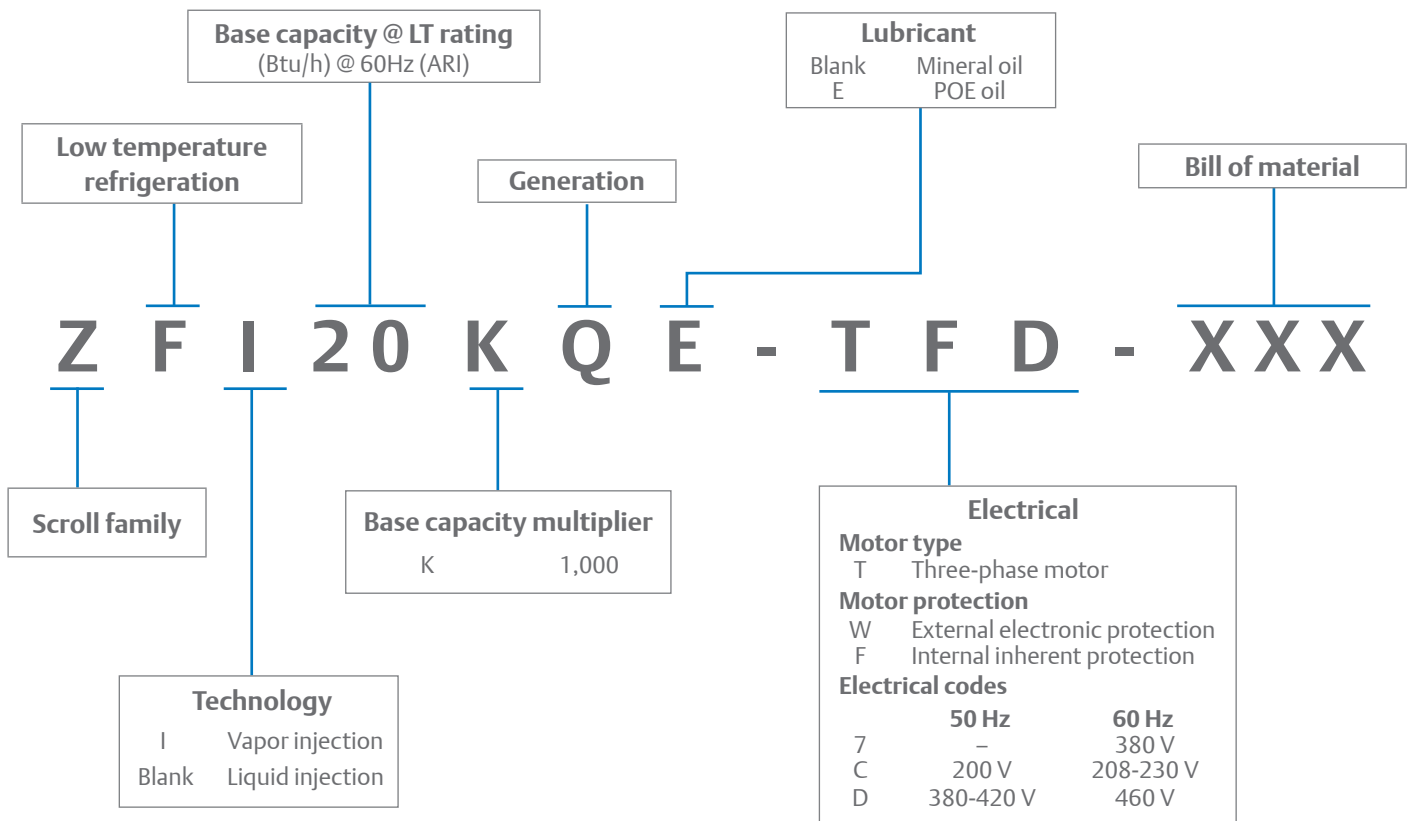 Base capacity @ LT rating
(Btu/h) @ 60Hz (ARI)
Lubricant
Blank Mineral oil
E POE oil
Low temperature
refrigeration
Generation
Bill of material
Z F I 2 0 K Q E - T F D - X X X
Scroll family
Base capacity multiplier
K 1,000
Technology
I Vapor injection
Blank Liquid injection
Electrical
Motor type
T Three-phase motor
Motor protection
W External electronic protection
F Internal inherent protection
Electrical codes
50 Hz 60 Hz
7 – 380 V
C 200 V 208-230 V
D 380-420 V 460 V